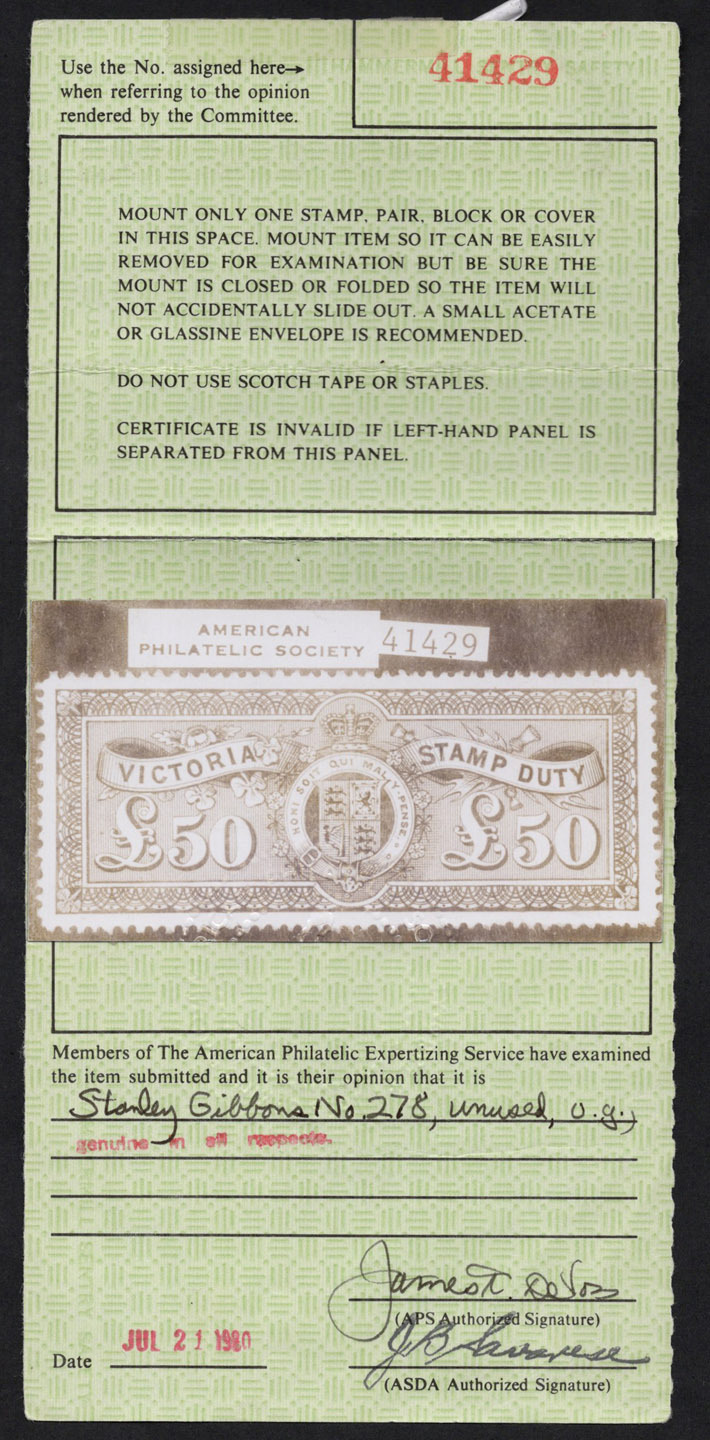 Use the No. assigned here→
when referring to the opinion
rendered by the Committee.
41429
SAFETY
MOUNT ONLY ONE STAMP, PAIR, BLOCK OR COVER
IN THIS SPACE. MOUNT ITEM SO IT CAN BE EASILY
REMOVED FOR EXAMINATION BUT BE SURE THE
MOUNT IS CLOSED OR FOLDED SO THE ITEM WILL
NOT ACCIDENTALLY SLIDE OUT. A SMALL ACETATE
OR GLASSINE ENVELOPE IS RECOMMENDED.
DO NOT USE SCOTCH TAPE OR STAPLES.
CERTIFICATE IS INVALID IF LEFT-HAND PANEL IS
SEPARATED FROM THIS PANEL.
AMERICAN
PHILATELIC SOCIETY 41429
VICTORIA STAMP DUTY
HONI SOIT QUI MAL Y PENSE
£50 £50
Members of The American Philatelic Expertizing Service have examined
the item submitted and it is their opinion that it is
Stanley Gibbons No. 278, unused, o.g.,
genuine in all respects.
James T. DeVoss
(APS Authorized Signature)
JUL 21 1980
Date
(ASDA Authorized Signature)